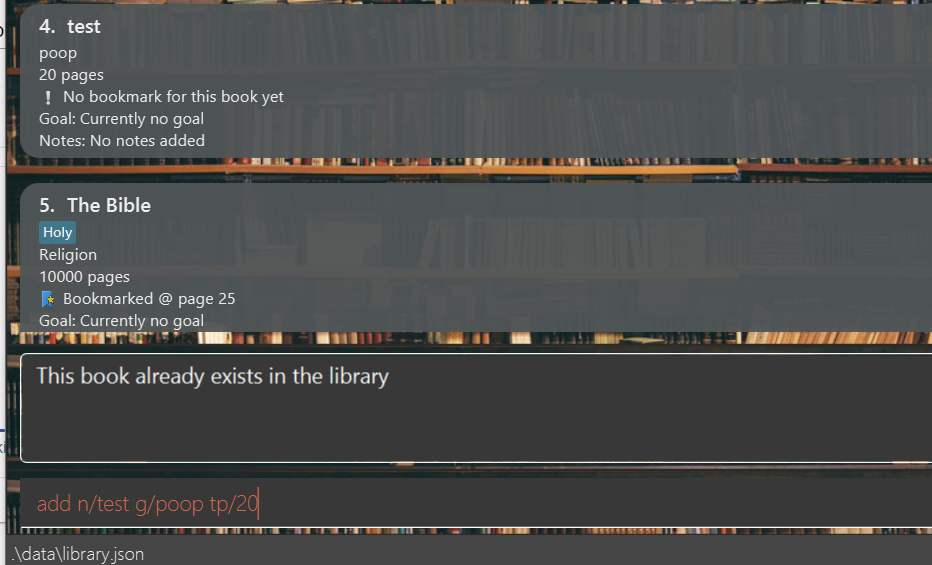 4. test
poop
20 pages
! No bookmark for this book yet
Goal: Currently no goal
Notes: No notes added
5. The Bible
Holy
Religion
10000 pages
Bookmarked @ page 25
Goal: Currently no goal
This book already exists in the library
add n/test g/poop tp/20
.\data\library.json